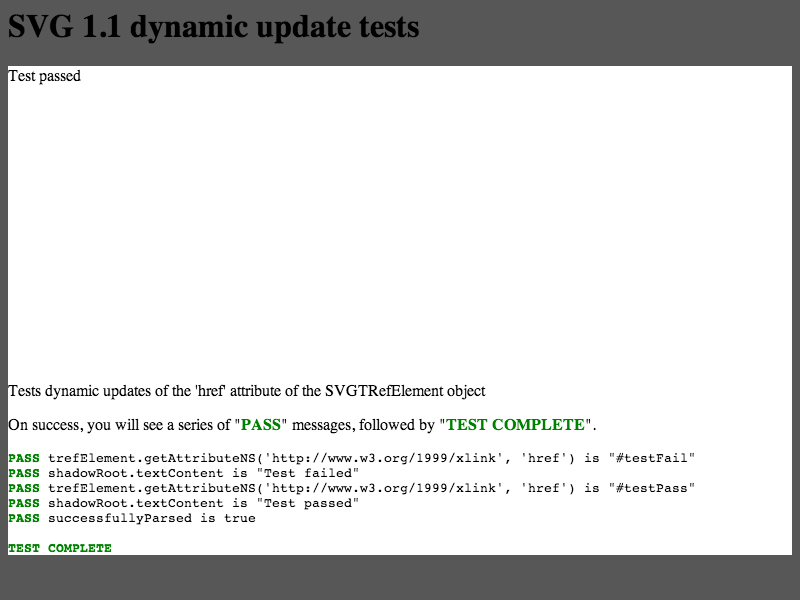 SVG 1.1 dynamic update tests
Test passed
Tests dynamic updates of the 'href' attribute of the SVGTRefElement object
On success, you will see a series of "PASS" messages, followed by "TEST COMPLETE".
PASS trefElement.getAttributeNS('http://www.w3.org/1999/xlink', 'href') is "#testFail"
PASS shadowRoot.textContent is "Test failed"
PASS trefElement.getAttributeNS('http://www.w3.org/1999/xlink', 'href') is "#testPass"
PASS shadowRoot.textContent is "Test passed"
PASS successfullyParsed is true
TEST COMPLETE